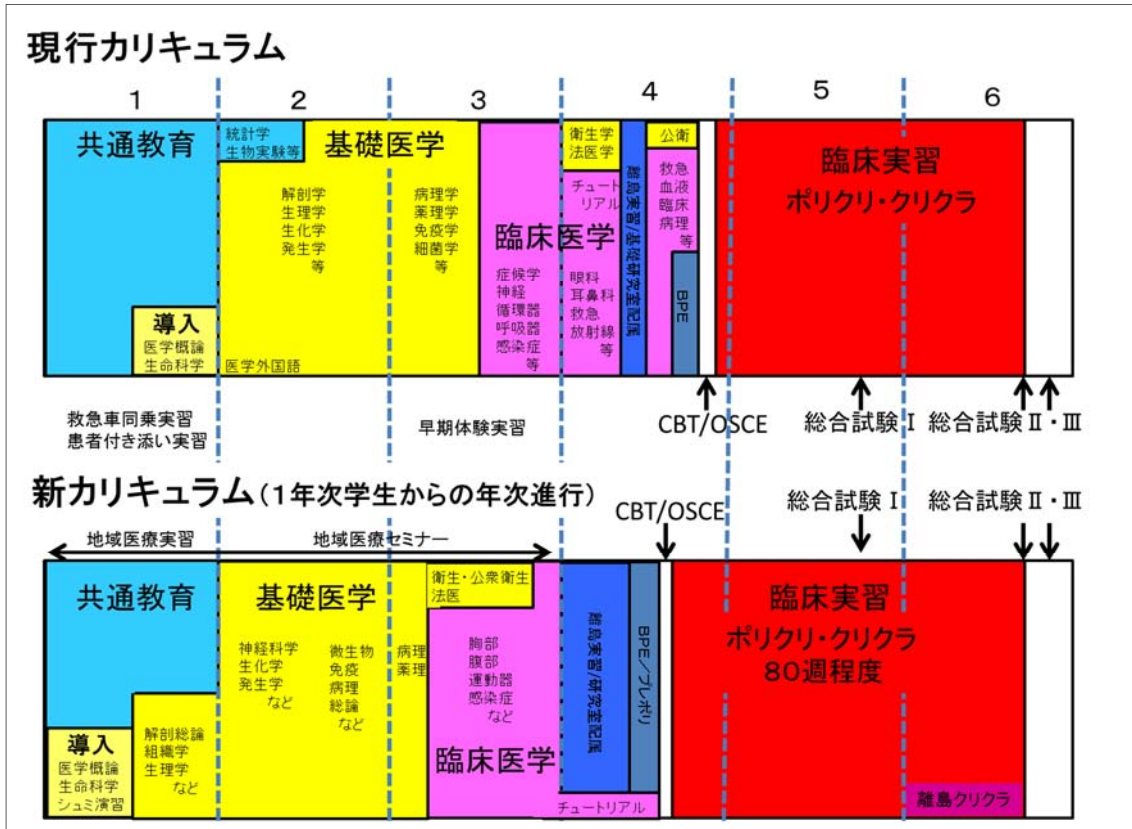 現行カリキュラム
1
2
3
4
5
6
共通教育
統計学
生物実験等
基礎医学
解剖学
生理学
生化学
発生学
等
病理学
薬理学
免疫学
細菌学
等
導入
医学概論
生命科学
医学外国語
臨床医学
症候学
神経
循環器
呼吸器
感染症
等
衛生学
法医学
チュート
リアル
眼科
耳鼻科
救急
放射線
等
離島実習/基礎研究室配属
公衛
救急
血液
臨床
病理
等
BPE
臨床実習
ポリクリ・クリクラ
救急車同乗実習
患者付き添い実習
早期体験実習
CBT/OSCE
総合試験Ⅰ
総合試験Ⅱ・Ⅲ
新カリキュラム(1年次学生からの年次進行)
CBT/OSCE
総合試験Ⅰ
総合試験Ⅱ・Ⅲ
地域医療実習
地域医療セミナー
共通教育
導入
医学概論
生命科学
シュミ演習
解剖総論
組織学
生理学
など
基礎医学
神経科学
生化学
発生学
など
微生物
免疫
病理
総論
など
病理
薬理
衛生・公衆衛生
法医
胸部
腹部
運動器
感染症
など
臨床医学
離島実習/研究室配属
BPE/プレポリ
チュートリアル
臨床実習
ポリクリ・クリクラ
80週程度
離島クリクラ